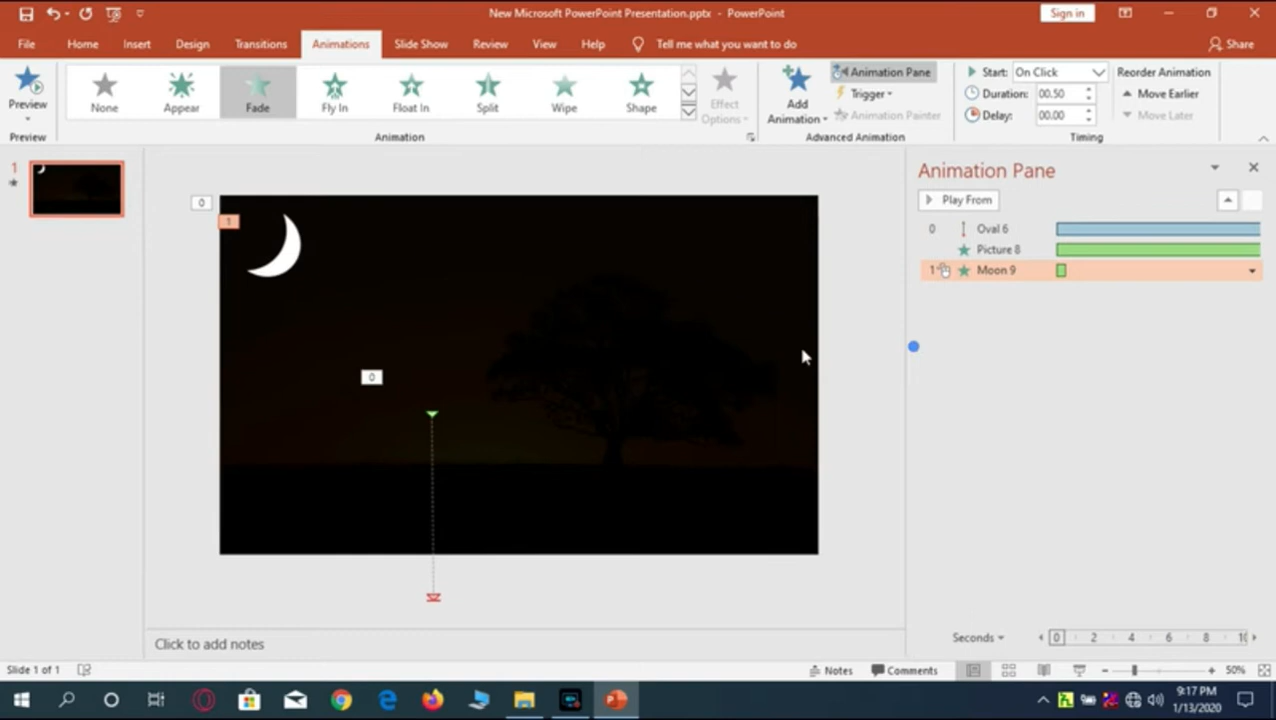 New Microsoft PowerPoint Presentation.pptx - PowerPoint
Sign in
File Home Insert Design Transitions Animations Slide Show Review View Help Tell me what you want to do Share
Preview
Preview
None
Appear
Fade
Fly In
Float In
Split
Wipe
Shape
Animation
Effect
Options
Add
Animation
Animation Pane
Trigger
Animation Painter
Advanced Animation
Start: On Click
Duration: 00.50
Delay: 00.00
Timing
Reorder Animation
Move Earlier
Move Later
1
0
1
0
Animation Pane
Play From
0 Oval 6
Picture 8
1 Moon 9
Seconds 0 2 4 6 8
Click to add notes
Slide 1 of 1
Notes
Comments
50%
9:17 PM
1/13/2020